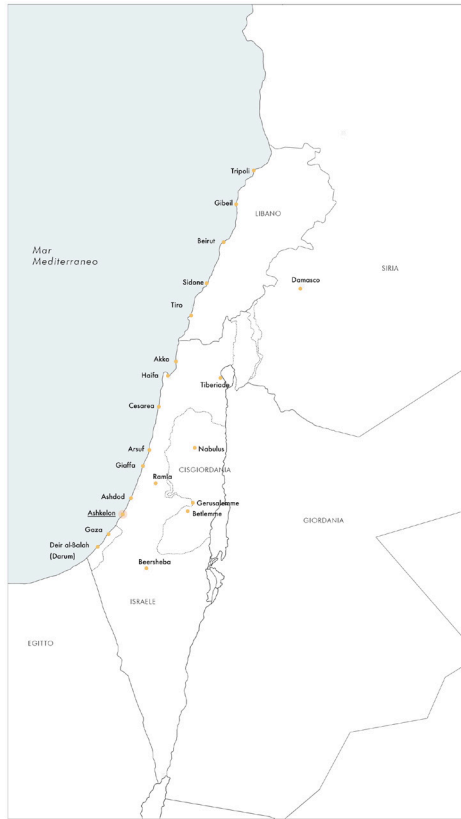 Tripoli
Gibeil
LIBANO
Beirut
Mar
Mediterraneo
SIRIA
Damasco
Sidone
Tiro
Akko
Haifa
Tiberiade
Cesarea
Arsuf
Nabulus
Giaffa
CISGIORDANIA
Ramla
Ashdod
Gerusalemme
Ashkelon
Betlemme
GIORDANIA
Gaza
Deir al-Balah
(Darum)
Beersheba
ISRAELE
EGITTO